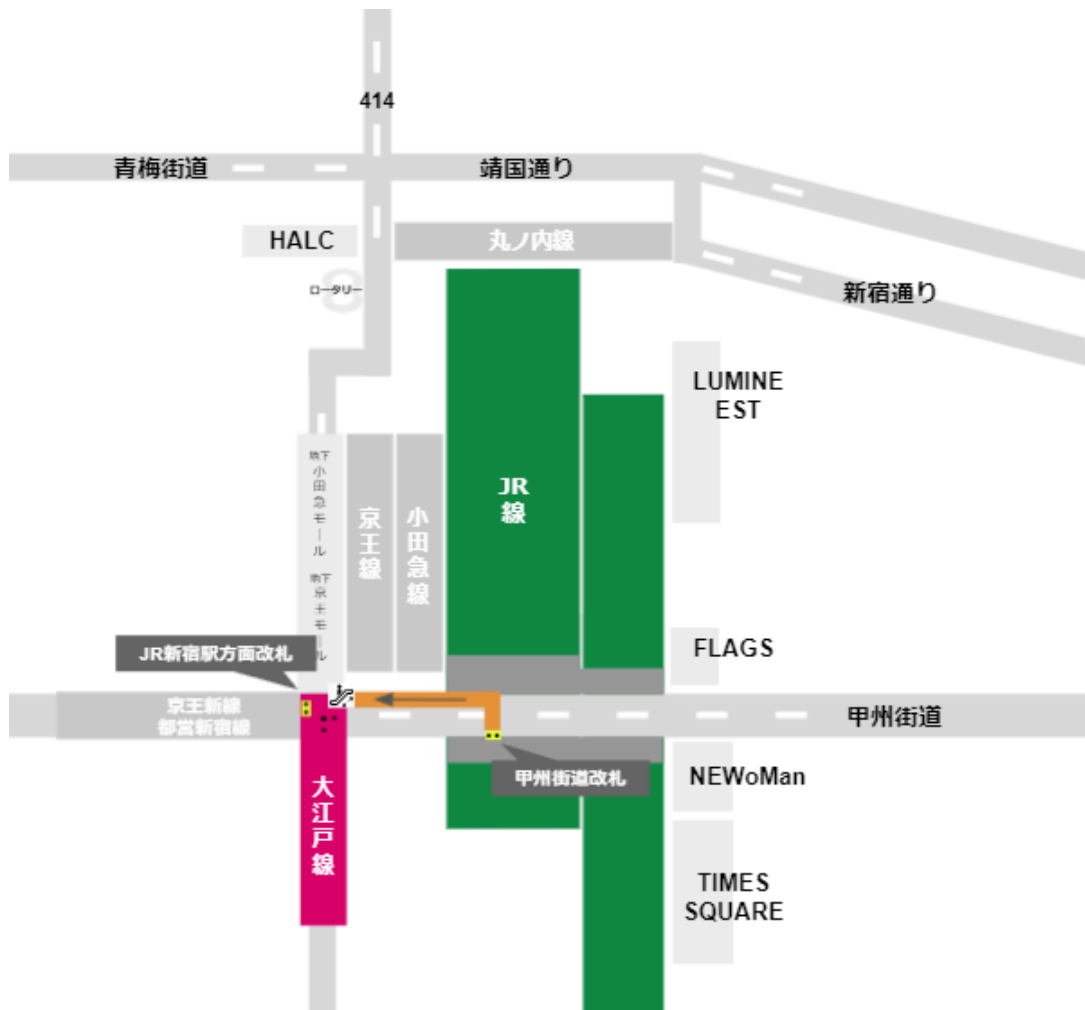 414
青梅街道
靖国通り
HALC
丸ノ内線
ロータリー
8
新宿通り
LUMINE
EST
地下
小田急モール
地下
京王モール
京王線
小田急線
JR
線
FLAGS
JR新宿駅方面改札
京王新線
都営新宿線
甲州街道
甲州街道改札
NEWoMan
大江戸線
TIMES
SQUARE